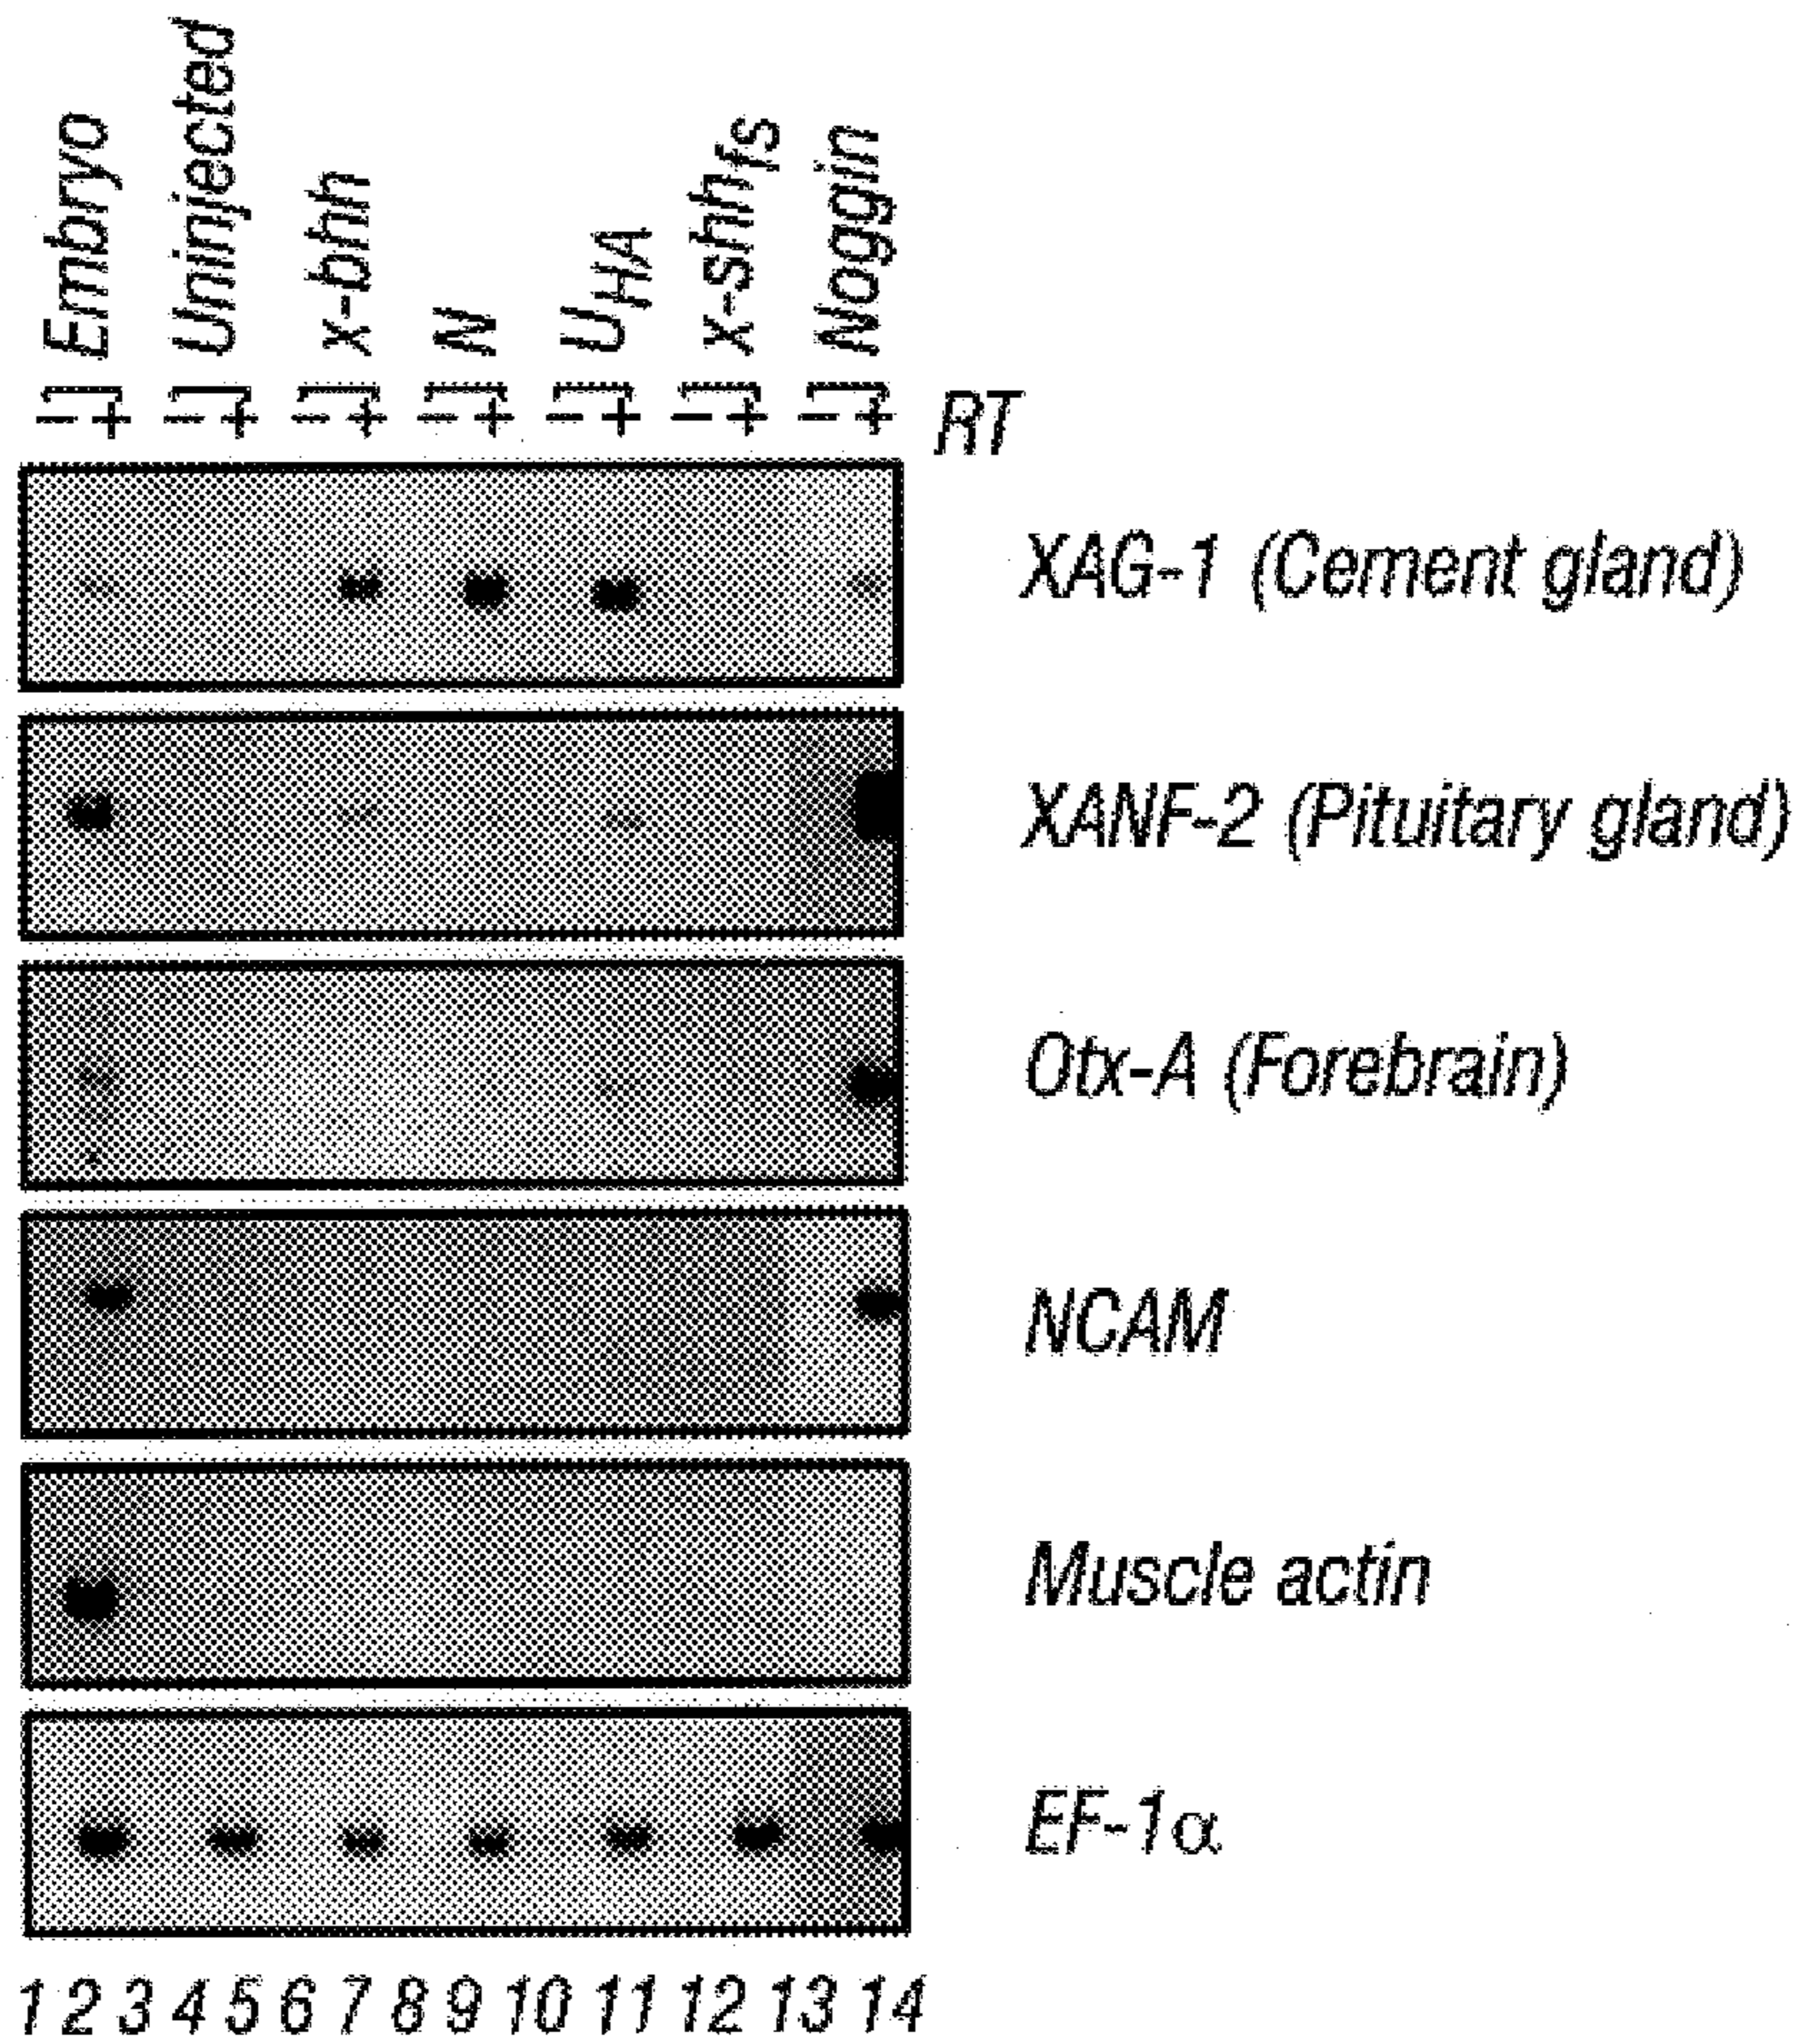 Embryo
Uninjected
x-bhh
N
UHA
x-shhfs
Noggin
- + - + - + - + - + - + - +
RT
XAG-1 (Cement gland)
XANF-2 (Pituitary gland)
Otx-A (Forebrain)
NCAM
Muscle actin
EF-1α
1 2 3 4 5 6 7 8 9 10 11 12 13 14